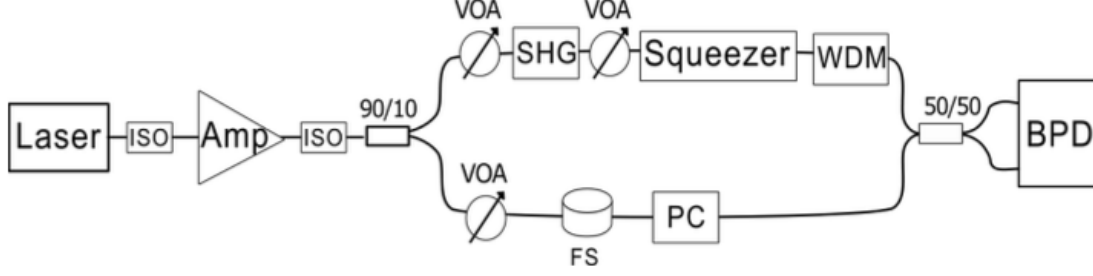 VOA
VOA
SHG
Squeezer
WDM
90/10
50/50
Laser
ISO
Amp
ISO
BPD
VOA
PC
FS